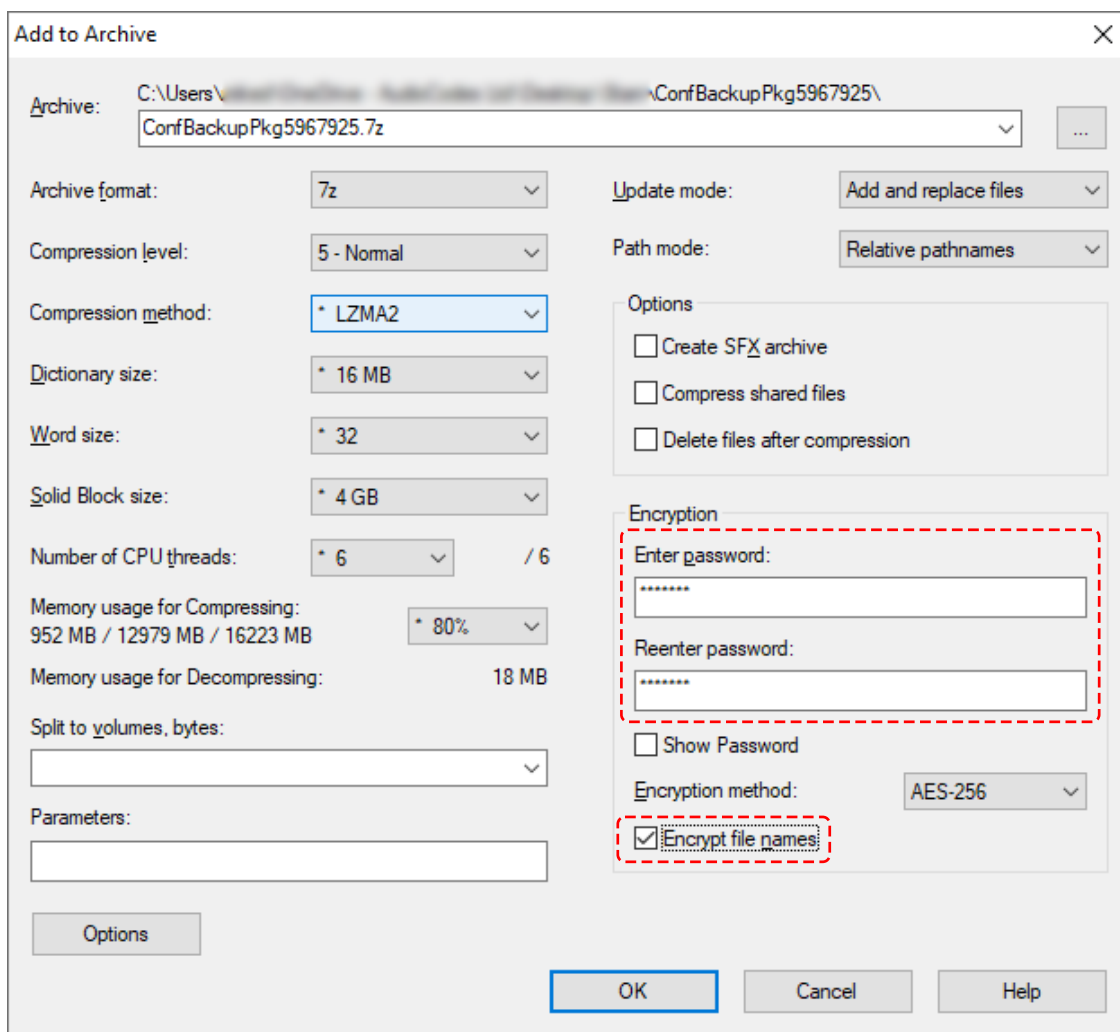 Add to Archive
Archive:
C:\Users\ \ConfBackupPkg5967925\
ConfBackupPkg5967925.7z
...
Archive format:
7z
Compression level:
5 - Normal
Compression method:
* LZMA2
Dictionary size:
* 16 MB
Word size:
* 32
Solid Block size:
* 4 GB
Number of CPU threads:
* 6
/ 6
Memory usage for Compressing:
952 MB / 12979 MB / 16223 MB
* 80%
Memory usage for Decompressing:
18 MB
Split to volumes, bytes:
Parameters:
Options
Update mode:
Add and replace files
Path mode:
Relative pathnames
Options
Create SFX archive
Compress shared files
Delete files after compression
Encryption
Enter password:
*******
Reenter password:
*******
Show Password
Encryption method:
AES-256
Encrypt file names
OK
Cancel
Help